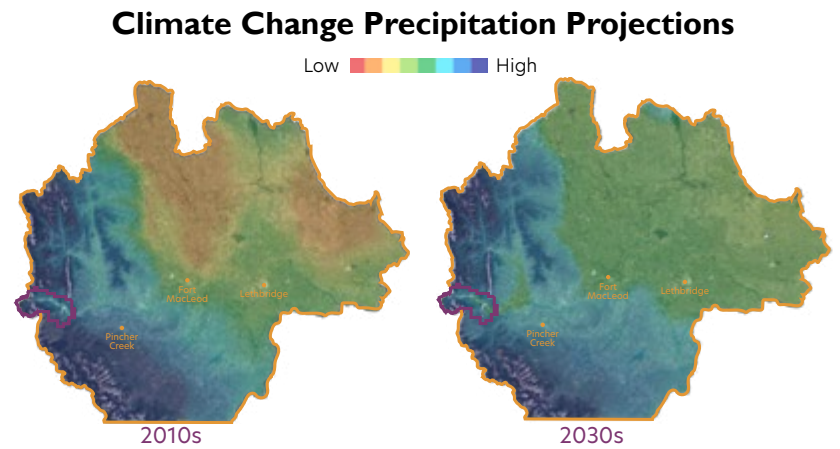 Climate Change Precipitation Projections
Low High
Fort
MacLeod
Lethbridge
Pincher
Creek
2010s
Fort
MacLeod
Lethbridge
Pincher
Creek
2030s